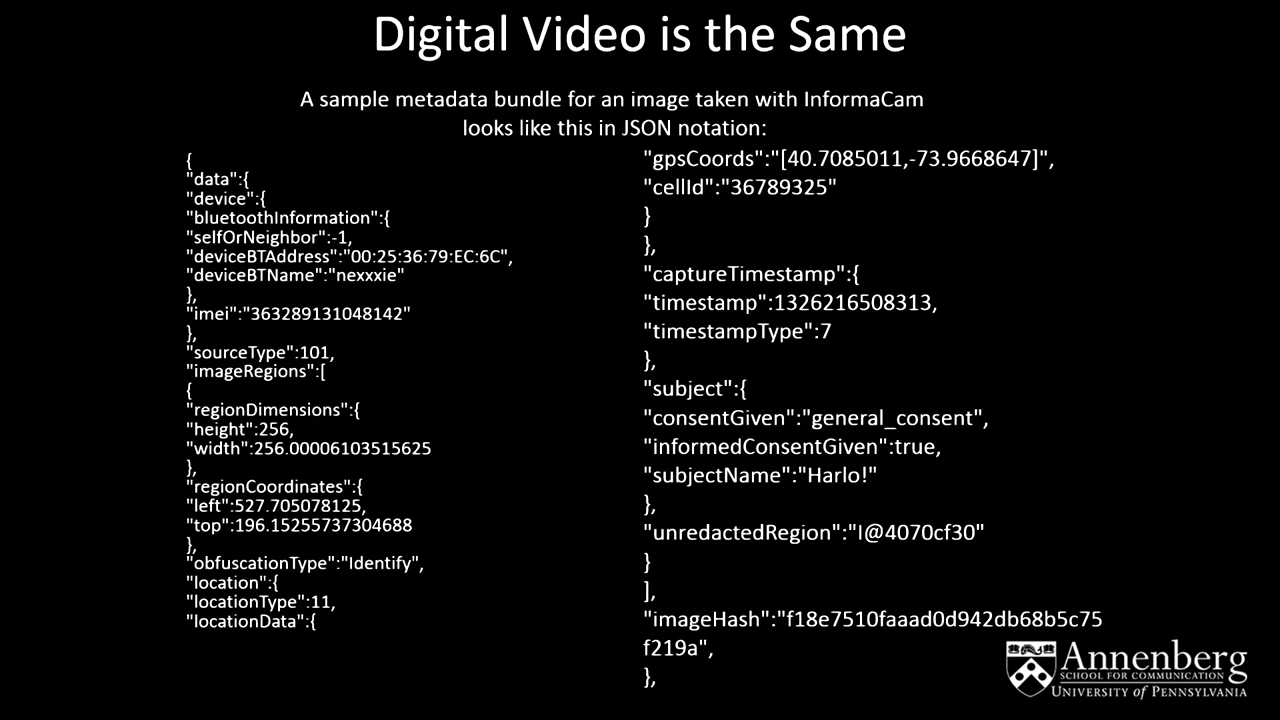 Digital Video is the Same
A sample metadata bundle for an image taken with InformaCam
looks like this in JSON notation:
{
"data":{
"device":{
"bluetoothInformation":{
"selfOrNeighbor":-1,
"deviceBTAddress":"00:25:36:79:EC:6C",
"deviceBTName":"nexxxie"
},
"imei":"363289131048142"
},
"sourceType":101,
"imageRegions":[
{
"regionDimensions":{
"height":256,
"width":256.00006103515625
},
"regionCoordinates":{
"left":527.705078125,
"top":196.15255737304688
},
"obfuscationType":"Identify",
"location":{
"locationType":11,
"locationData":{
"gpsCoords":"[40.7085011,-73.9668647]",
"cellId":"36789325"
}
},
"captureTimestamp":{
"timestamp":1326216508313,
"timestampType":7
},
"subject":{
"consentGiven":"general_consent",
"informedConsentGiven":true,
"subjectName":"Harlo!"
},
"unredactedRegion":"I@4070cf30"
}
],
"imageHash":"f18e7510faaad0d942db68b5c75
f219a",
},
Annenberg
SCHOOL FOR COMMUNICATION
UNIVERSITY of PENNSYLVANIA